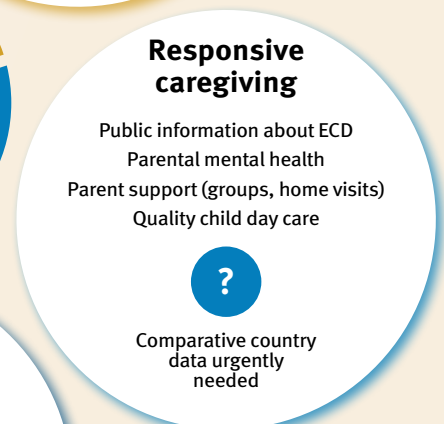 Responsive
caregiving
Public information about ECD
Parental mental health
Parent support (groups, home visits)
Quality child day care
?
Comparative country
data urgently
needed